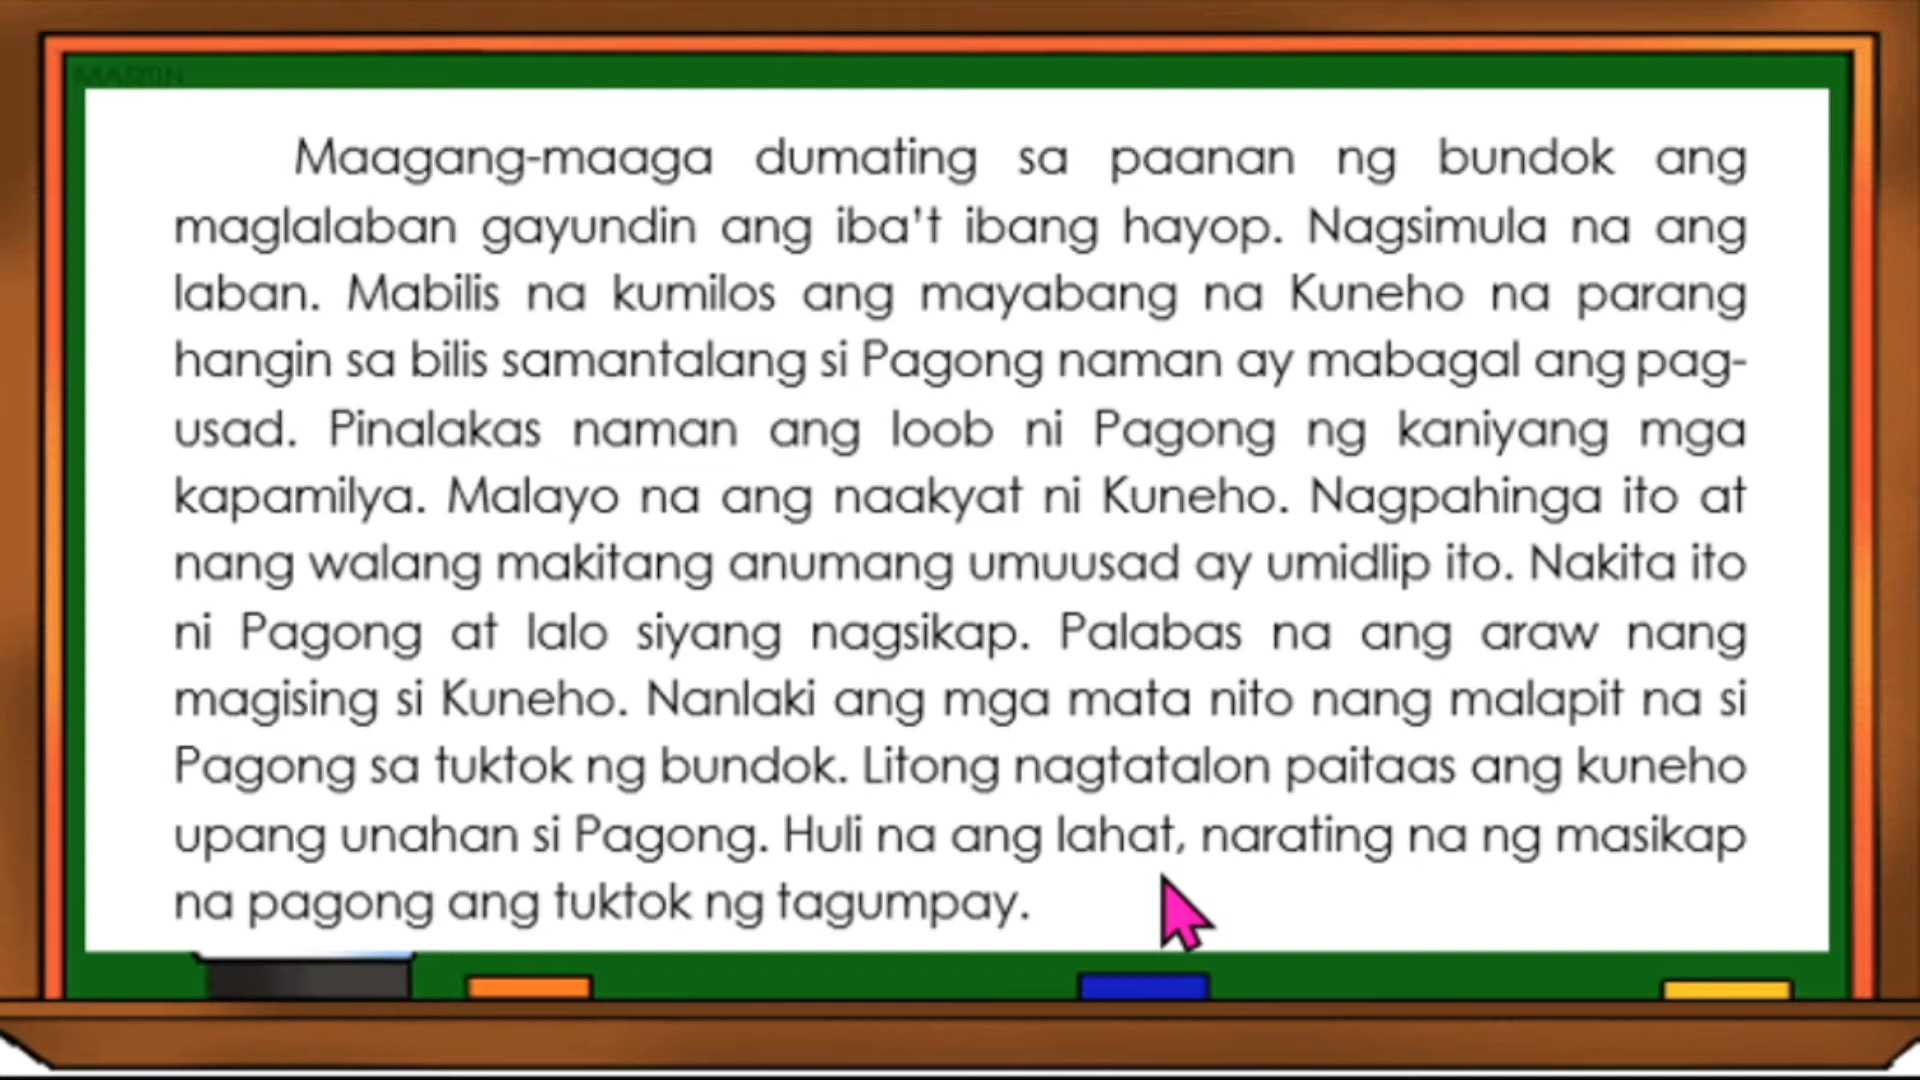 MARTIN
Maagang-maaga dumating sa paanan ng bundok ang
maglalaban gayundin ang iba't ibang hayop. Nagsimula na ang
laban. Mabilis na kumilos ang mayabang na Kuneho na parang
hangin sa bilis samantalang si Pagong naman ay mabagal ang pag-
usad. Pinalakas naman ang loob ni Pagong ng kaniyang mga
kapamilya. Malayo na ang naakyat ni Kuneho. Nagpahinga ito at
nang walang makitang anumang umuusad ay umidlip ito. Nakita ito
ni Pagong at lalo siyang nagsikap. Palabas na ang araw nang
magising si Kuneho. Nanlaki ang mga mata nito nang malapit na si
Pagong sa tuktok ng bundok. Litong nagtatalon paitaas ang kuneho
upang unahan si Pagong. Huli na ang lahat, narating na ng masikap
na pagong ang tuktok ng tagumpay.